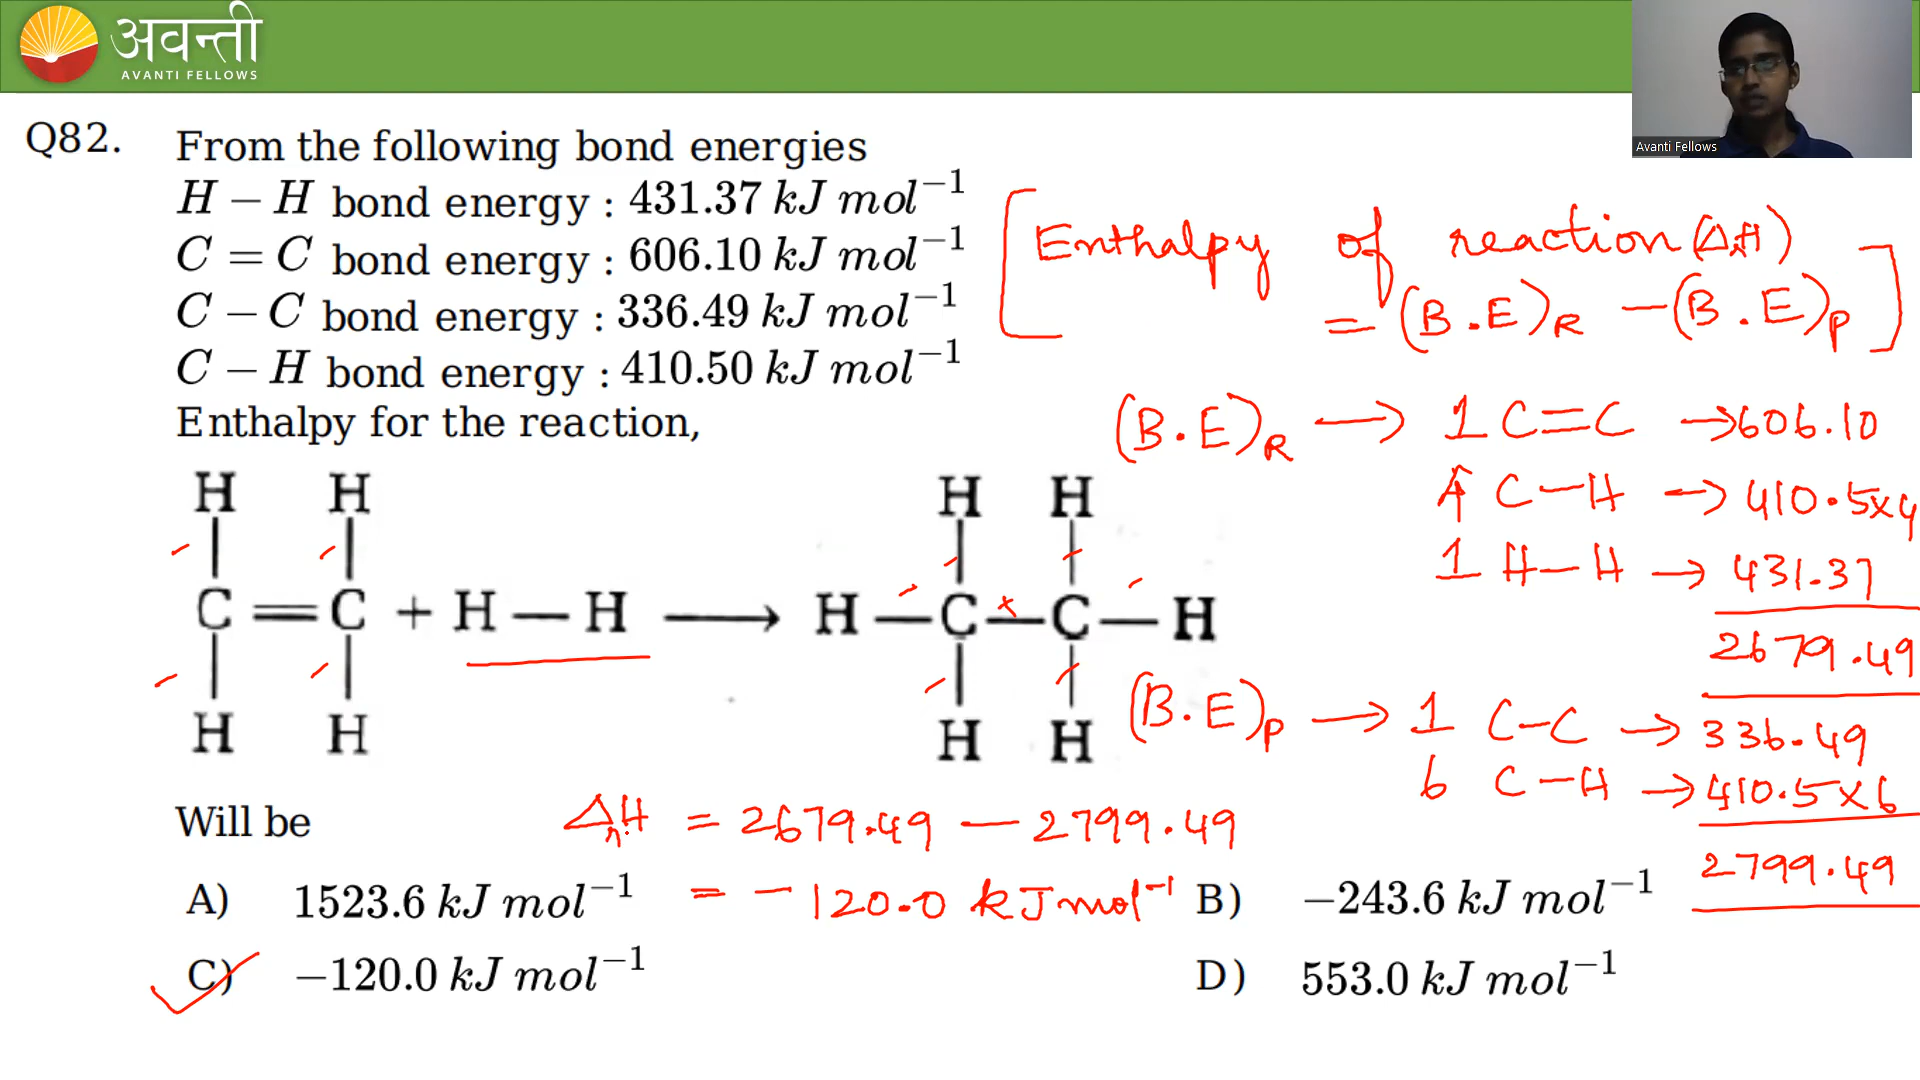 अवन्ती
AVANTI FELLOWS
Avanti Fellows
Q82. From the following bond energies
H − H bond energy : 431.37 kJ mol⁻¹
C = C bond energy : 606.10 kJ mol⁻¹
C − C bond energy : 336.49 kJ mol⁻¹
C − H bond energy : 410.50 kJ mol⁻¹
Enthalpy for the reaction,
H H H H
C = C + H — H ⟶ H — C — C — H
H H H H
Will be
A) 1523.6 kJ mol⁻¹
B) −243.6 kJ mol⁻¹
C) −120.0 kJ mol⁻¹
D) 553.0 kJ mol⁻¹
[Enthalpy of reaction (ΔᵣH)
= (B.E)R − (B.E)P]
(B.E)R → 1 C=C → 606.10
4 C−H → 410.5×4
1 H−H → 431.37
2679.49
(B.E)P → 1 C−C → 336.49
6 C−H → 410.5×6
2799.49
ΔᵣH = 2679.49 − 2799.49
= −120.0 kJ mol⁻¹